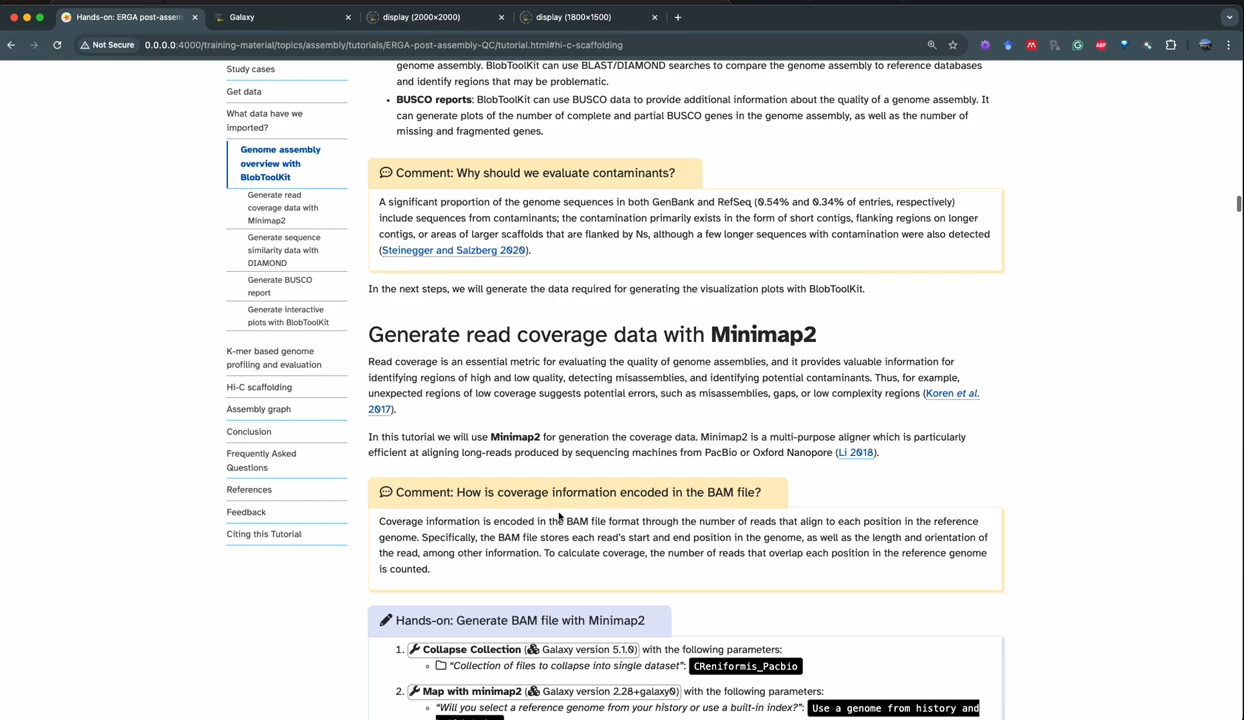 Hands-on: ERGA post-assem
Galaxy
display (2000×2000)
display (1800×1500)
Not Secure
0.0.0.0:4000/training-material/topics/assembly/tutorials/ERGA-post-assembly-QC/tutorial.html#hi-c-scaffolding
Study cases
Get data
What data have we
imported?
Genome assembly
overview with
BlobToolKit
Generate read
coverage data with
Minimap2
Generate sequence
similarity data with
DIAMOND
Generate BUSCO
report
Generate interactive
plots with BlobToolKit
K-mer based genome
profiling and evaluation
Hi-C scaffolding
Assembly graph
Conclusion
Frequently Asked
Questions
References
Feedback
Citing this Tutorial
genome assembly. BlobToolKit can use BLAST/DIAMOND searches to compare the genome assembly to reference databases
and identify regions that may be problematic.
• BUSCO reports: BlobToolKit can use BUSCO data to provide additional information about the quality of a genome assembly. It
can generate plots of the number of complete and partial BUSCO genes in the genome assembly, as well as the number of
missing and fragmented genes.
Comment: Why should we evaluate contaminants?
A significant proportion of the genome sequences in both GenBank and RefSeq (0.54% and 0.34% of entries, respectively)
include sequences from contaminants; the contamination primarily exists in the form of short contigs, flanking regions on longer
contigs, or areas of larger scaffolds that are flanked by Ns, although a few longer sequences with contamination were also detected
(Steinegger and Salzberg 2020).
In the next steps, we will generate the data required for generating the visualization plots with BlobToolKit.
Generate read coverage data with Minimap2
Read coverage is an essential metric for evaluating the quality of genome assemblies, and it provides valuable information for
identifying regions of high and low quality, detecting misassemblies, and identifying potential contaminants. Thus, for example,
unexpected regions of low coverage suggests potential errors, such as misassemblies, gaps, or low complexity regions (Koren et al.
2017).
In this tutorial we will use Minimap2 for generation the coverage data. Minimap2 is a multi-purpose aligner which is particularly
efficient at aligning long-reads produced by sequencing machines from PacBio or Oxford Nanopore (Li 2018).
Comment: How is coverage information encoded in the BAM file?
Coverage information is encoded in the BAM file format through the number of reads that align to each position in the reference
genome. Specifically, the BAM file stores each read's start and end position in the genome, as well as the length and orientation of
the read, among other information. To calculate coverage, the number of reads that overlap each position in the reference genome
is counted.
Hands-on: Generate BAM file with Minimap2
1. Collapse Collection (Galaxy version 5.1.0) with the following parameters:
"Collection of files to collapse into single dataset": CReniformis_Pacbio
2. Map with minimap2 (Galaxy version 2.28+galaxy0) with the following parameters:
"Will you select a reference genome from your history or use a built-in index?": Use a genome from history and